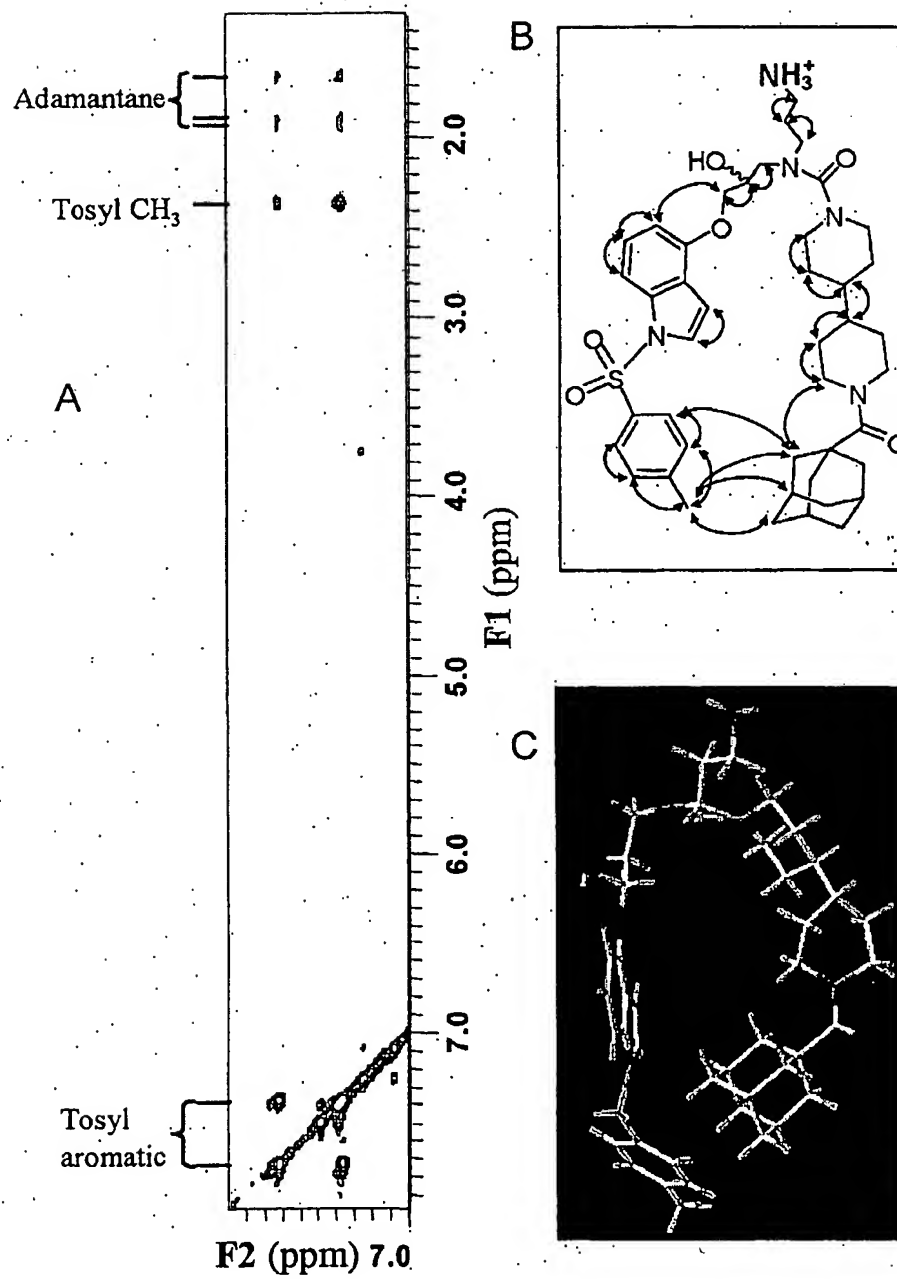 A
Adamantane
Tosyl CH₃
Tosyl
aromatic
2.0
3.0
4.0
5.0
6.0
7.0
F1 (ppm)
F2 (ppm) 7.0
B
NH₃⁺
HO
N
O
O
N
N
O
S
O
N
O
C